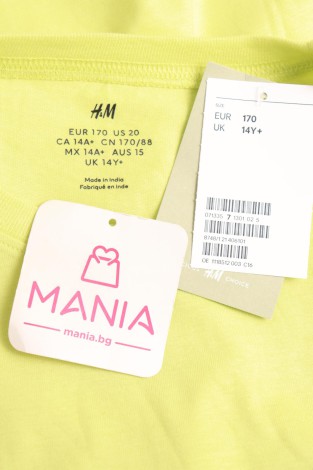 H&M
EUR 170 US 20
CA 14A+ CN 170/88
MX 14A+ AUS 15
UK 14Y+
Made in India
Fabriqué en Inde
EUR 170
UK 14Y+
H&M
MANIA
mania.bg